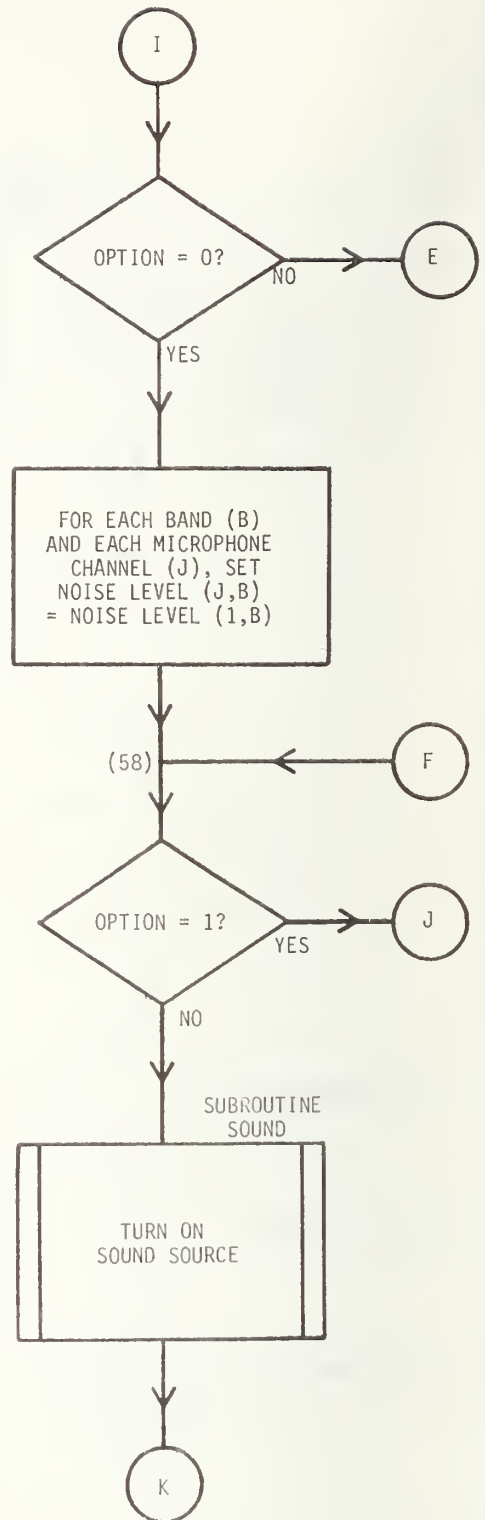 I
OPTION = 0?
NO
E
YES
FOR EACH BAND (B)
AND EACH MICROPHONE
CHANNEL (J), SET
NOISE LEVEL (J,B)
= NOISE LEVEL (1,B)
(58)
F
OPTION = 1?
YES
J
NO
SUBROUTINE
SOUND
TURN ON
SOUND SOURCE
K